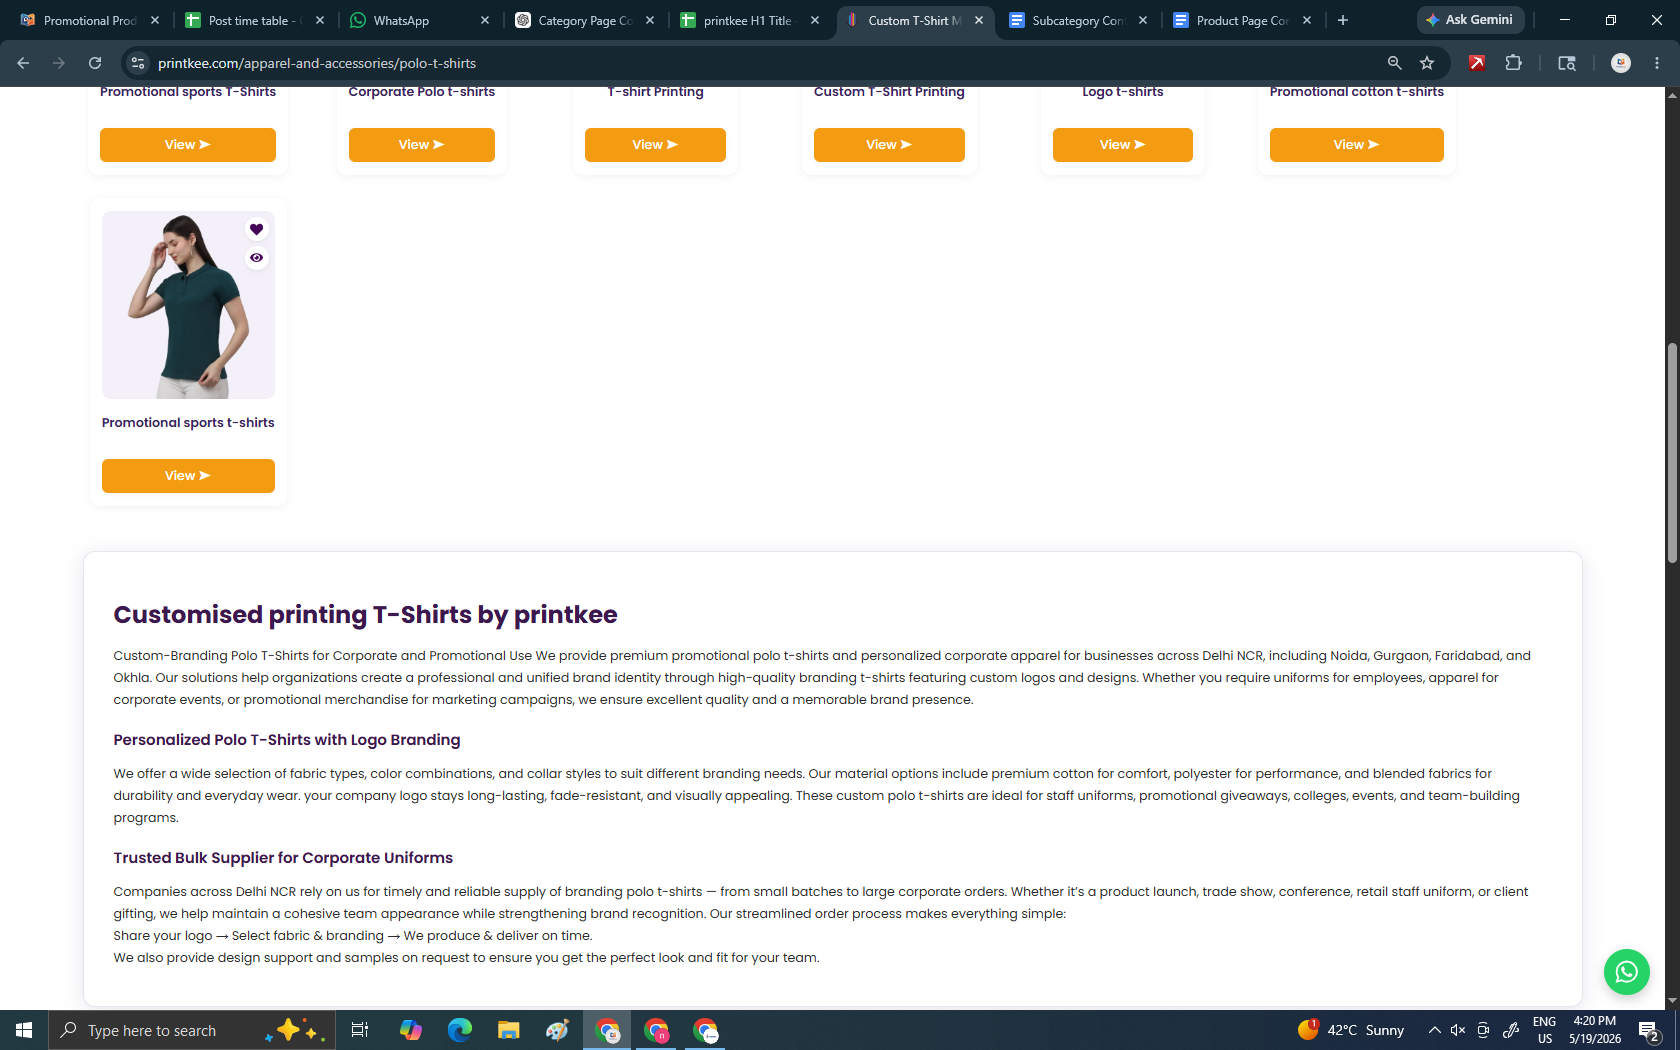 Promotional Prod
Post time table - (
WhatsApp
Category Page Co
printkee H1 Title -
Custom T-Shirt M
Subcategory Con
Product Page Con
Ask Gemini
printkee.com/apparel-and-accessories/polo-t-shirts
Promotional sports T-Shirts
Corporate Polo t-shirts
T-shirt Printing
Custom T-Shirt Printing
Logo t-shirts
Promotional cotton t-shirts
View ➤
View ➤
View ➤
View ➤
View ➤
View ➤
Promotional sports t-shirts
View ➤
Customised printing T-Shirts by printkee
Custom-Branding Polo T-Shirts for Corporate and Promotional Use We provide premium promotional polo t-shirts and personalized corporate apparel for businesses across Delhi NCR, including Noida, Gurgaon, Faridabad, and
Okhla. Our solutions help organizations create a professional and unified brand identity through high-quality branding t-shirts featuring custom logos and designs. Whether you require uniforms for employees, apparel for
corporate events, or promotional merchandise for marketing campaigns, we ensure excellent quality and a memorable brand presence.
Personalized Polo T-Shirts with Logo Branding
We offer a wide selection of fabric types, color combinations, and collar styles to suit different branding needs. Our material options include premium cotton for comfort, polyester for performance, and blended fabrics for
durability and everyday wear. your company logo stays long-lasting, fade-resistant, and visually appealing. These custom polo t-shirts are ideal for staff uniforms, promotional giveaways, colleges, events, and team-building
programs.
Trusted Bulk Supplier for Corporate Uniforms
Companies across Delhi NCR rely on us for timely and reliable supply of branding polo t-shirts — from small batches to large corporate orders. Whether it's a product launch, trade show, conference, retail staff uniform, or client
gifting, we help maintain a cohesive team appearance while strengthening brand recognition. Our streamlined order process makes everything simple:
Share your logo → Select fabric & branding → We produce & deliver on time.
We also provide design support and samples on request to ensure you get the perfect look and fit for your team.
Type here to search
1
42°C Sunny
ENG
US
4:20 PM
5/19/2026
2